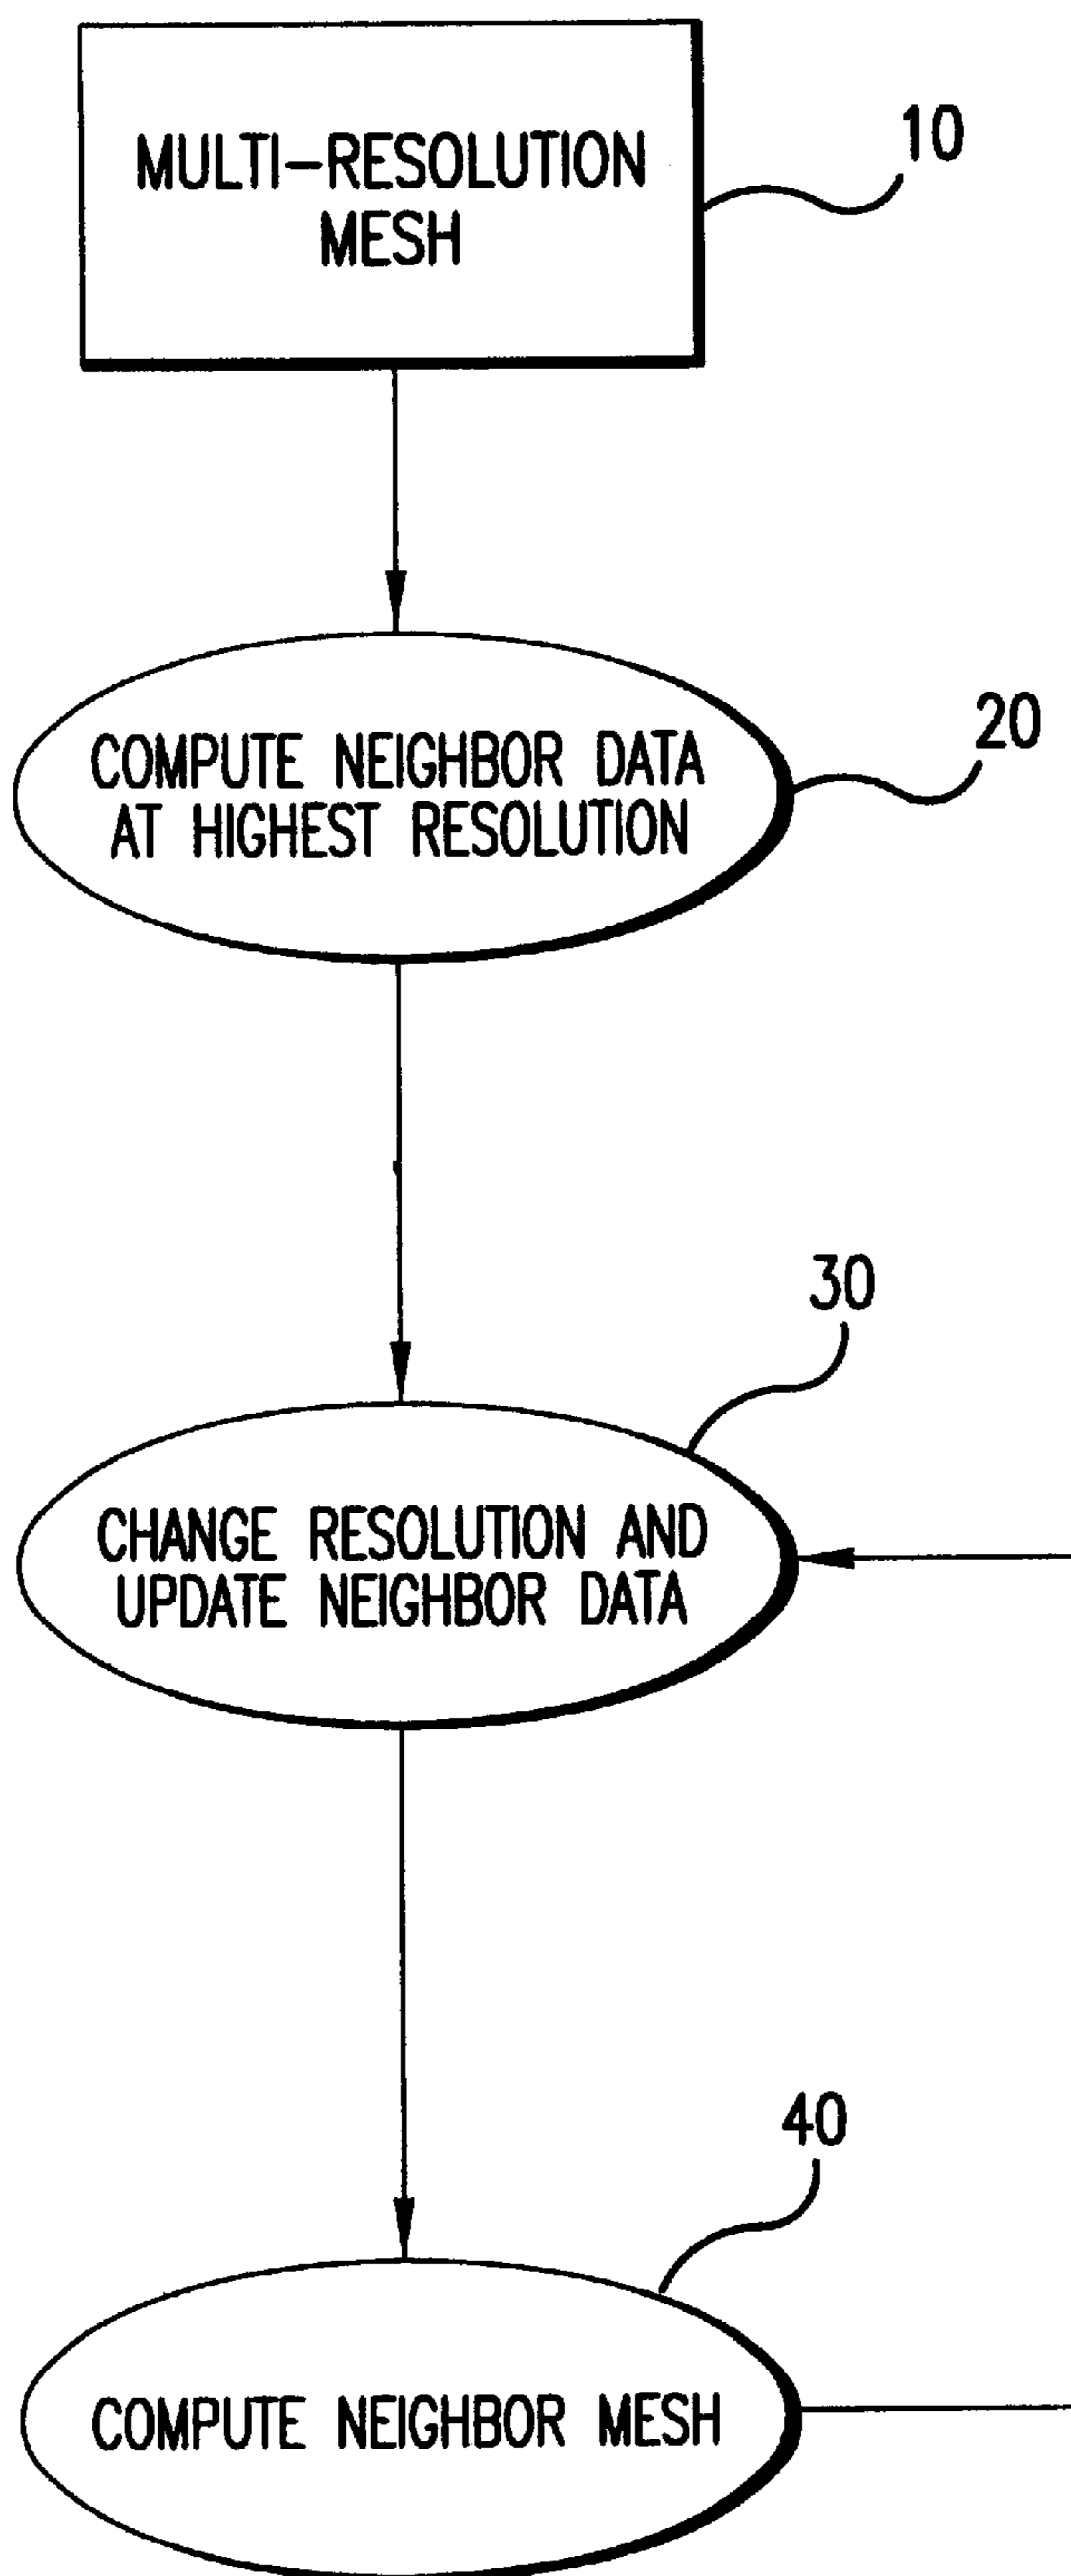 MULTI-RESOLUTION
MESH
10
COMPUTE NEIGHBOR DATA
AT HIGHEST RESOLUTION
20
30
CHANGE RESOLUTION AND
UPDATE NEIGHBOR DATA
40
COMPUTE NEIGHBOR MESH